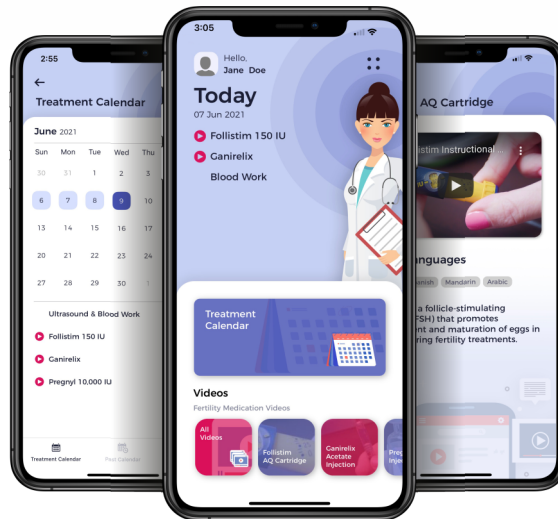 2:55
Treatment Calendar
June 2021
Sun Mon Tue Wed Thu
30 31 1 2 3
6 7 8 9 10
13 14 15 16 17
20 21 22 23 24
27 28 29 30 1
Ultrasound & Blood Work
Follistim 150 IU
Ganirelix
Pregnyl 10,000 IU
Treatment Calendar
Past Calendar
3:05
Hello,
Jane Doe
Today
07 Jun 2021
Follistim 150 IU
Ganirelix
Blood Work
Treatment
Calendar
Videos
Fertility Medication Videos
All
Videos
Follistim
AQ Cartridge
Ganirelix
Acetate
Injection
AQ Cartridge
Instructional ...
Mandarin Arabic
a follicle-stimulating
FSH) that promotes
and maturation of eggs in
fertility treatments.